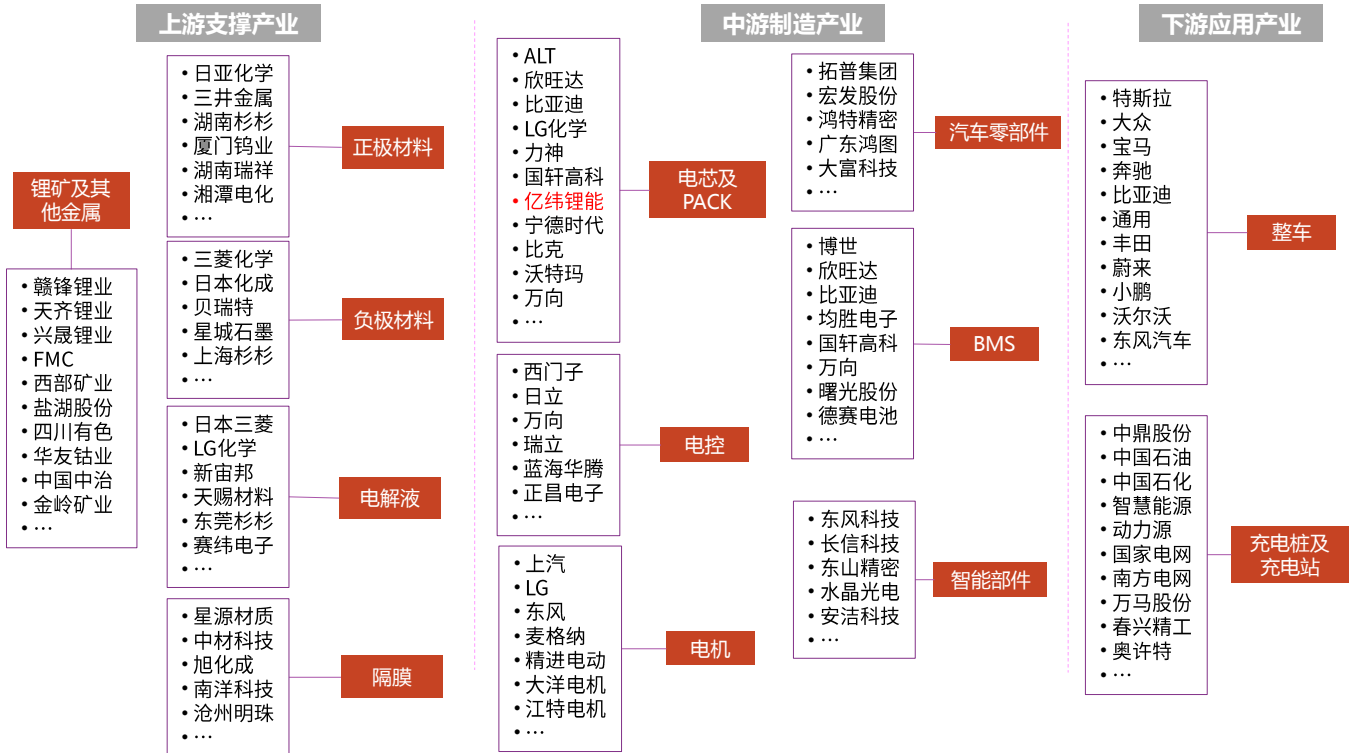 上游支撑产业
锂矿及其
他金属
• 赣锋锂业
• 天齐锂业
• 兴晟锂业
• FMC
• 西部矿业
• 盐湖股份
• 四川有色
• 华友钴业
• 中国中治
• 金岭矿业
• …
• 日亚化学
• 三井金属
• 湖南杉杉
• 厦门钨业
• 湖南瑞祥
• 湘潭电化
• …
正极材料
• 三菱化学
• 日本化成
• 贝瑞特
• 星城石墨
• 上海杉杉
• …
负极材料
• 日本三菱
• LG化学
• 新宙邦
• 天赐材料
• 东莞杉杉
• 赛纬电子
• …
电解液
• 星源材质
• 中材科技
• 旭化成
• 南洋科技
• 沧州明珠
• …
隔膜
中游制造产业
• ALT
• 欣旺达
• 比亚迪
• LG化学
• 力神
• 国轩高科
• 亿纬锂能
• 宁德时代
• 比克
• 沃特玛
• 万向
• …
电芯及
PACK
• 西门子
• 日立
• 万向
• 瑞立
• 蓝海华腾
• 正昌电子
• …
电控
• 上汽
• LG
• 东风
• 麦格纳
• 精进电动
• 大洋电机
• 江特电机
• …
电机
• 拓普集团
• 宏发股份
• 鸿特精密
• 广东鸿图
• 大富科技
• …
汽车零部件
• 博世
• 欣旺达
• 比亚迪
• 均胜电子
• 国轩高科
• 万向
• 曙光股份
• 德赛电池
• …
BMS
• 东风科技
• 长信科技
• 东山精密
• 水晶光电
• 安洁科技
• …
智能部件
下游应用产业
• 特斯拉
• 大众
• 宝马
• 奔驰
• 比亚迪
• 通用
• 丰田
• 蔚来
• 小鹏
• 沃尔沃
• 东风汽车
• …
整车
• 中鼎股份
• 中国石油
• 中国石化
• 智慧能源
• 动力源
• 国家电网
• 南方电网
• 万马股份
• 春兴精工
• 奥许特
• …
充电桩及
充电站